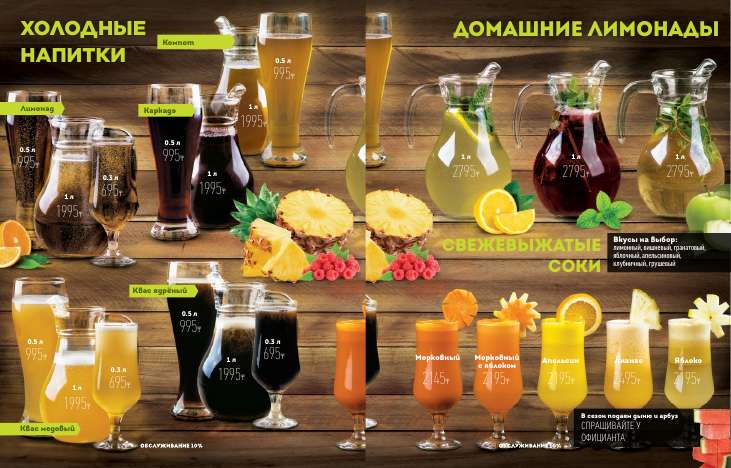 ХОЛОДНЫЕ
НАПИТКИ
Компот
0.5 л
995₸
1 л
1995₸
Лимонад
0.5 л
995₸
1 л
1995₸
0.3 л
695₸
Каркадэ
0.5 л
995₸
1 л
1995₸
Квас медовый
0.5 л
995₸
1 л
1995₸
0.3 л
695₸
Квас ядрёный
0.5 л
995₸
1 л
1995₸
0.3 л
695₸
ОБСЛУЖИВАНИЕ 10%
ДОМАШНИЕ ЛИМОНАДЫ
1 л
2795₸
1 л
2795₸
1 л
2795₸
Вкусы на выбор:
лимонный, вишневый, гранатовый,
яблочный, апельсиновый,
клубничный, грушевый
СВЕЖЕВЫЖАТЫЕ
СОКИ
Морковный
2145₸
Морковный
с яблоком
2195₸
Апельсин
Ананас
Яблоко
2195₸
В сезон подаем дыню и арбуз
СПРАШИВАЙТЕ У
ОФИЦИАНТА
ОБСЛУЖИВАНИЕ 10%